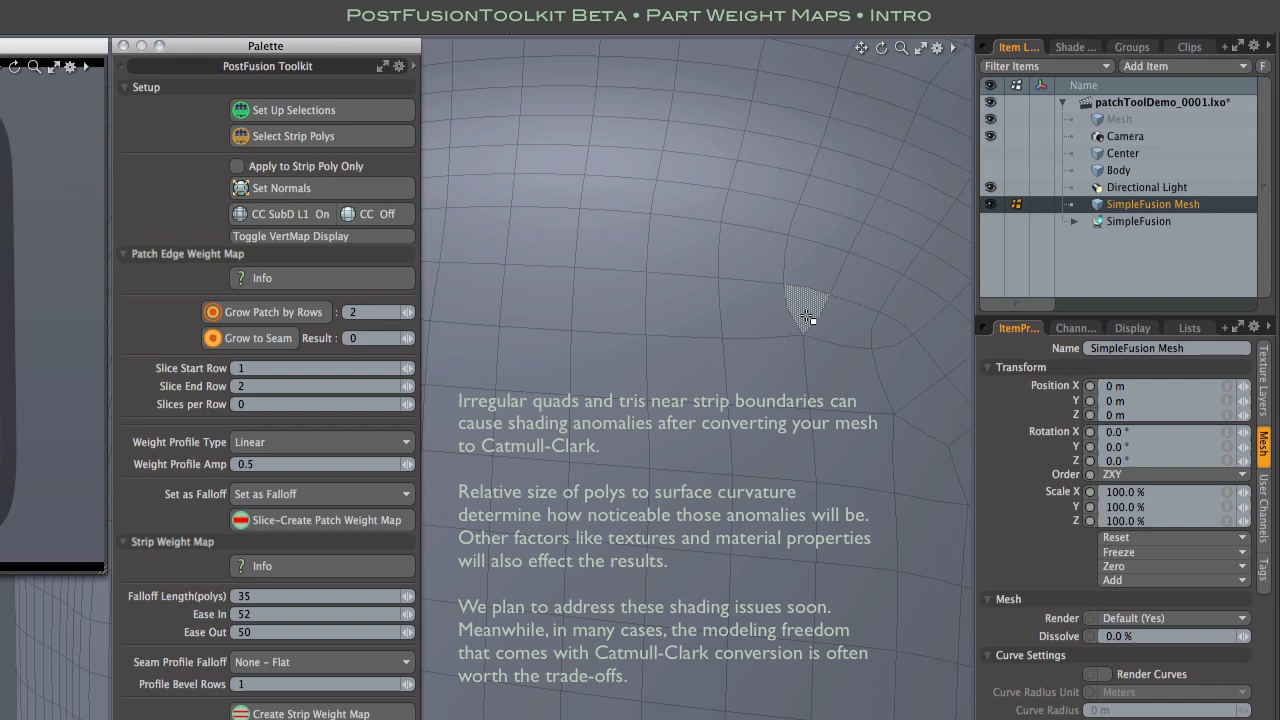 PostFusionToolkit Beta • Part Weight Maps • Intro
Palette
PostFusion Toolkit
Setup
Set Up Selections
Select Strip Polys
Apply to Strip Poly Only
Set Normals
CC SubD L1 On CC Off
Toggle VertMap Display
Patch Edge Weight Map
? Info
Grow Patch by Rows : 2
Grow to Seam Result : 0
Slice Start Row 1
Slice End Row 2
Slices per Row 0
Weight Profile Type Linear
Weight Profile Amp 0.5
Set as Falloff Set as Falloff
Slice-Create Patch Weight Map
Strip Weight Map
? Info
Falloff Length(polys) 35
Ease In 52
Ease Out 50
Seam Profile Falloff None - Flat
Profile Bevel Rows 1
Create Strip Weight Map
Irregular quads and tris near strip boundaries can
cause shading anomalies after converting your mesh
to Catmull-Clark.
Relative size of polys to surface curvature
determine how noticeable those anomalies will be.
Other factors like textures and material properties
will also effect the results.
We plan to address these shading issues soon.
Meanwhile, in many cases, the modeling freedom
that comes with Catmull-Clark conversion is often
worth the trade-offs.
Item L... Shade ... Groups Clips +
Filter Items Add Item F
Name
patchToolDemo_0001.lxo*
Mesh
Camera
Center
Body
Directional Light
SimpleFusion Mesh
SimpleFusion
ItemPr... Chann... Display Lists +
Name SimpleFusion Mesh
Transform
Position X 0 m
Y 0 m
Z 0 m
Rotation X 0.0 °
Y 0.0 °
Z 0.0 °
Order ZXY
Scale X 100.0 %
Y 100.0 %
Z 100.0 %
Reset
Freeze
Zero
Add
Mesh
Render Default (Yes)
Dissolve 0.0 %
Curve Settings
Render Curves
Curve Radius Unit Meters
Curve Radius 0 m
Texture Layers
Mesh
User Channels
Tags